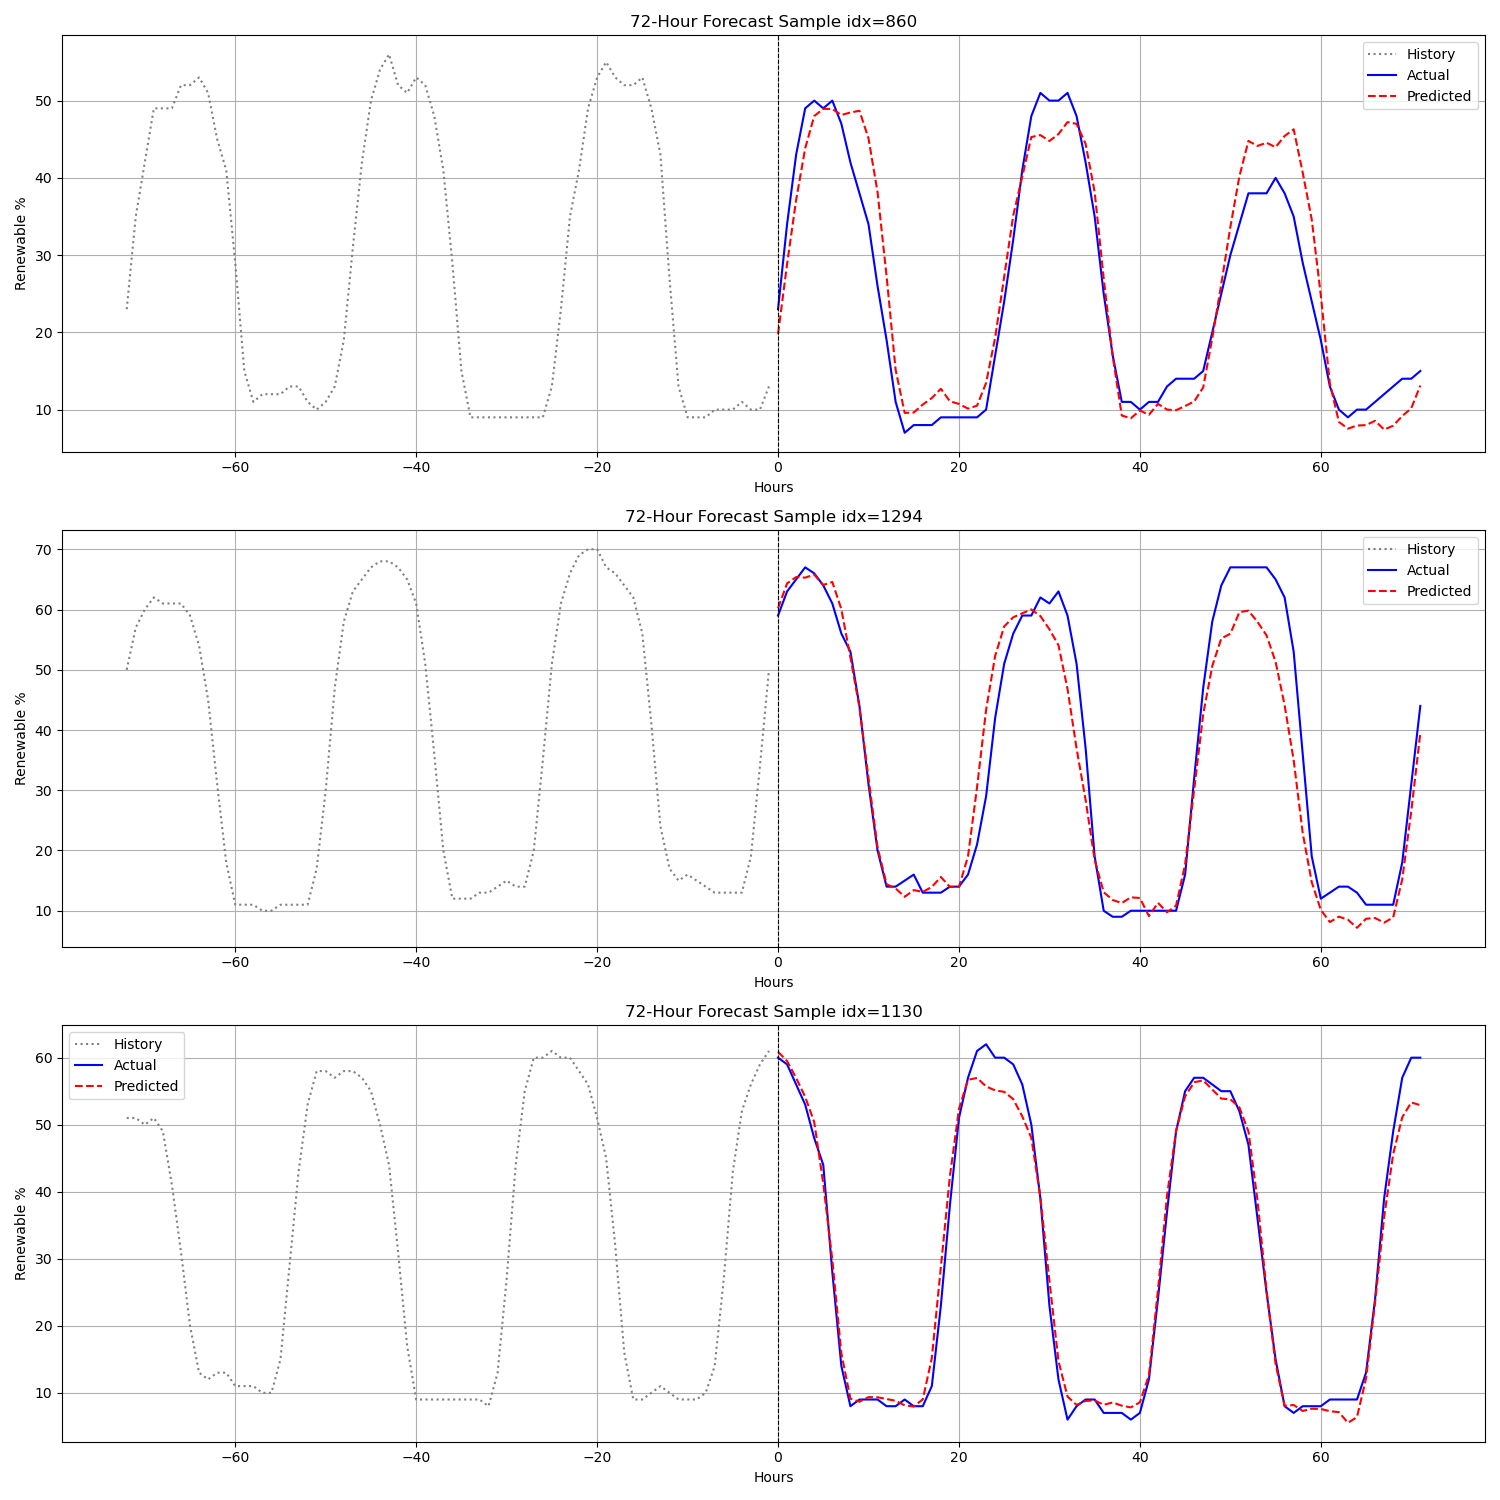 72-Hour Forecast Sample idx=860
History
Actual
Predicted
Renewable %
50
40
30
20
10
−60 −40 −20 0 20 40 60
Hours
72-Hour Forecast Sample idx=1294
History
Actual
Predicted
Renewable %
70
60
50
40
30
20
10
−60 −40 −20 0 20 40 60
Hours
72-Hour Forecast Sample idx=1130
History
Actual
Predicted
Renewable %
60
50
40
30
20
10
−60 −40 −20 0 20 40 60
Hours